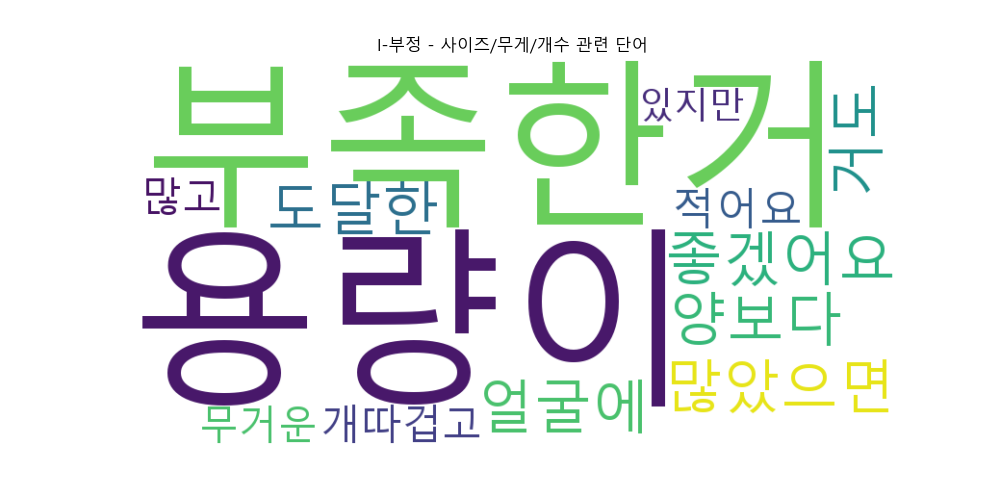 I-부정 - 사이즈/무게/개수 관련 단어
부족한거
있지만
거도
많고
도달한
적어요
용량이
좋겠어요
양보다
많았으면
얼굴에
무거운
개따겁고